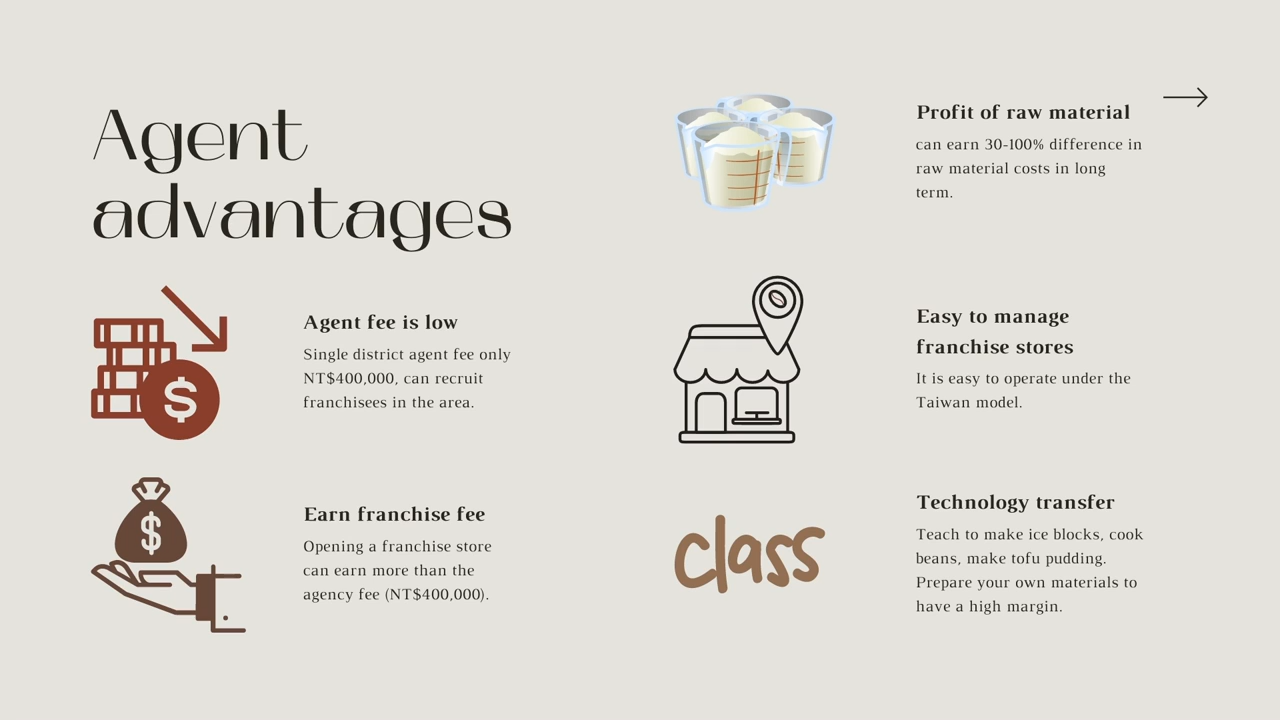 Agent
advantages
Agent fee is low
Single district agent fee only
NT$400,000, can recruit
franchisees in the area.
Earn franchise fee
Opening a franchise store
can earn more than the
agency fee (NT$400,000).
Profit of raw material
can earn 30-100% difference in
raw material costs in long
term.
Easy to manage
franchise stores
It is easy to operate under the
Taiwan model.
class
Technology transfer
Teach to make ice blocks, cook
beans, make tofu pudding.
Prepare your own materials to
have a high margin.